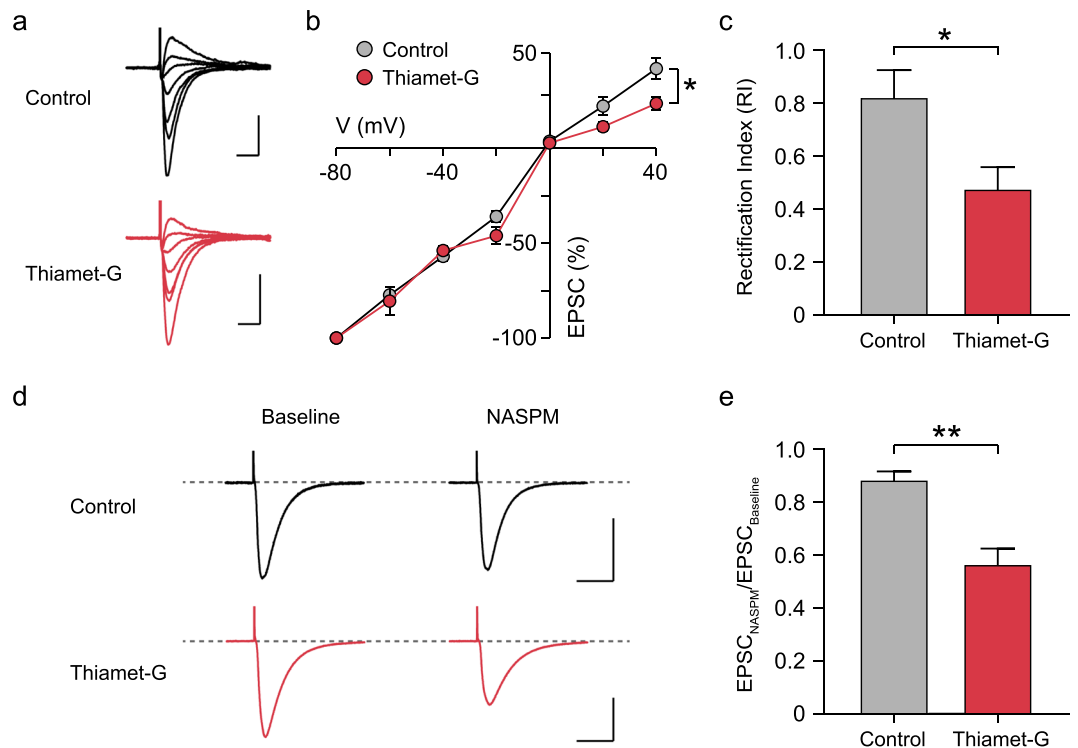 a
Control
Thiamet-G
b
Control
Thiamet-G
V (mV)
-80
-40
0
40
50
-50
-100
EPSC (%)
*
c
*
1.0
0.8
0.6
0.4
0.2
0
Rectification Index (RI)
Control
Thiamet-G
d
Baseline
NASPM
Control
Thiamet-G
e
**
1.0
0.8
0.6
0.4
0.2
0
EPSC_NASPM/EPSC_Baseline
Control
Thiamet-G